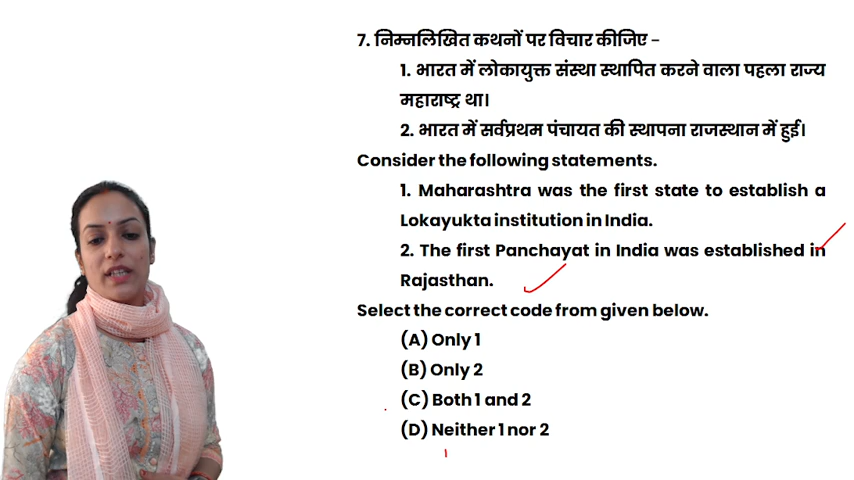 7. निम्नलिखित कथनों पर विचार कीजिए -
1. भारत में लोकायुक्त संस्था स्थापित करने वाला पहला राज्य
महाराष्ट्र था।
2. भारत में सर्वप्रथम पंचायत की स्थापना राजस्थान में हुई।
Consider the following statements.
1. Maharashtra was the first state to establish a
Lokayukta institution in India.
2. The first Panchayat in India was established in
Rajasthan.
Select the correct code from given below.
(A) Only 1
(B) Only 2
(C) Both 1 and 2
(D) Neither 1 nor 2